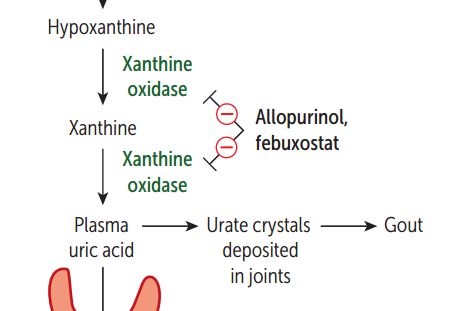 Hypoxanthine
Xanthine
oxidase
Allopurinol,
febuxostat
Xanthine
Xanthine
oxidase
Plasma
uric acid
Urate crystals
deposited
in joints
Gout